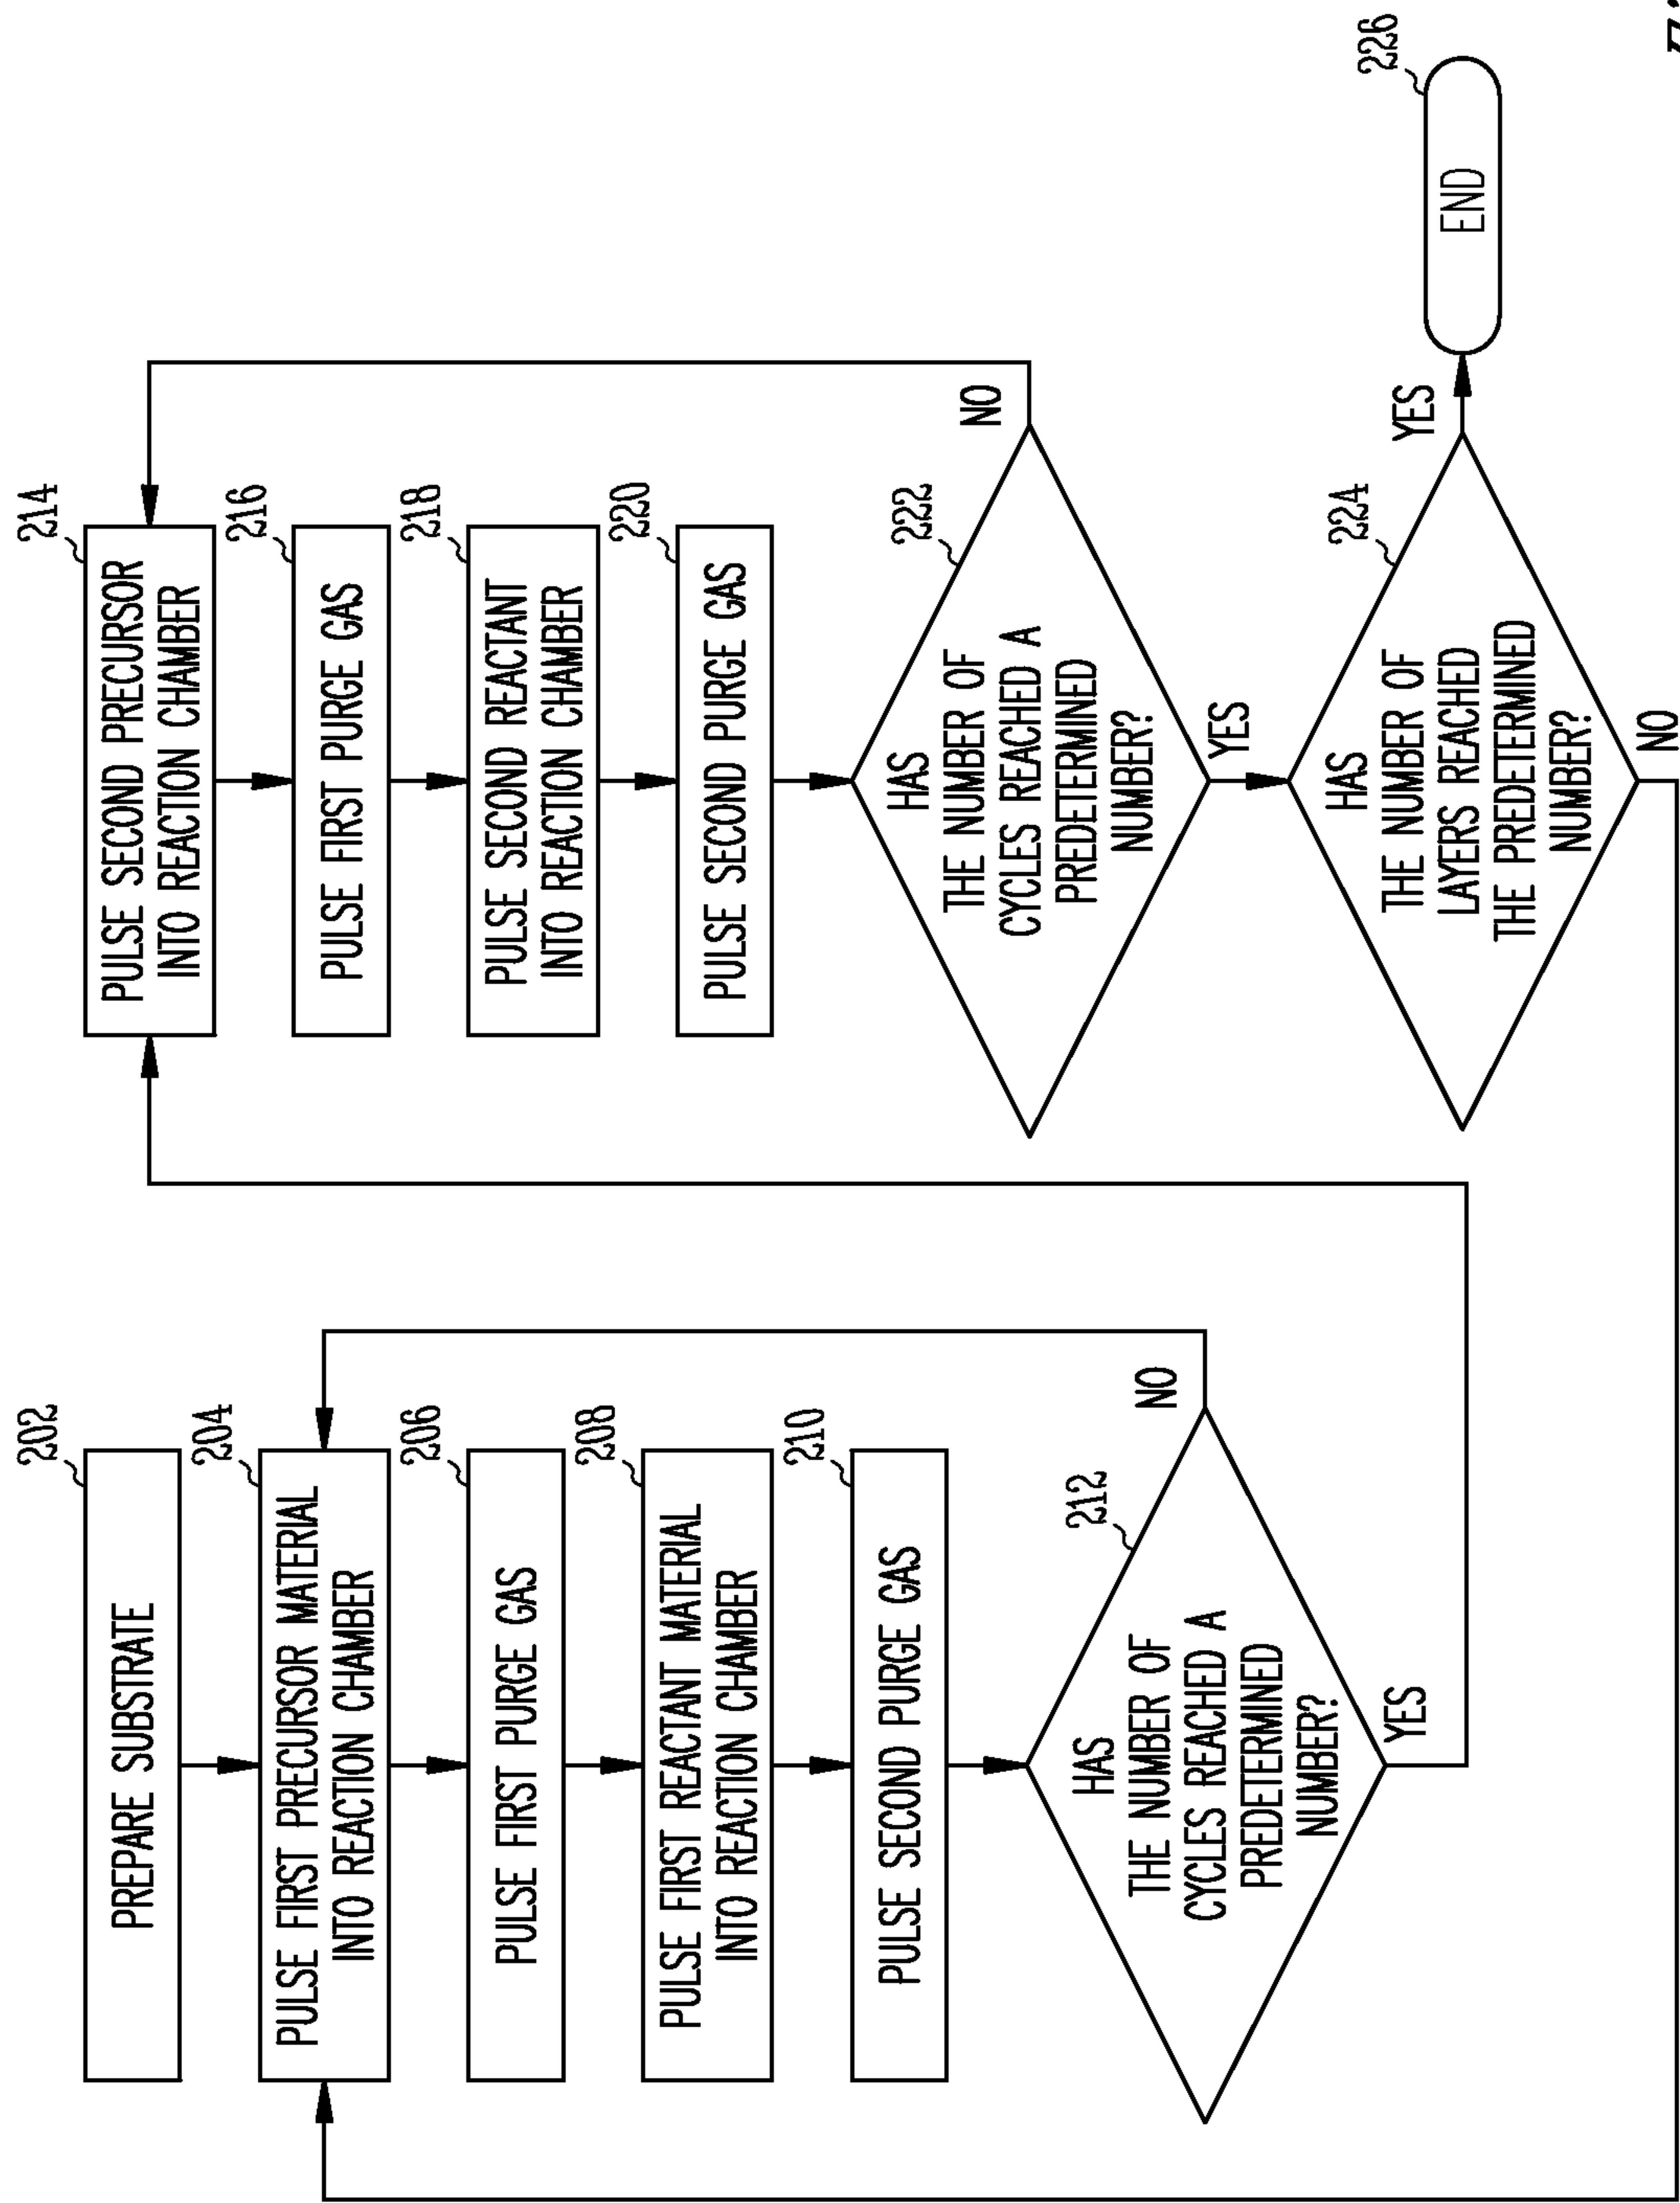 202
PREPARE SUBSTRATE
204
PULSE FIRST PRECURSOR MATERIAL
INTO REACTION CHAMBER
206
PULSE FIRST PURGE GAS
208
PULSE FIRST REACTANT MATERIAL
INTO REACTION CHAMBER
210
PULSE SECOND PURGE GAS
212
HAS
THE NUMBER OF
CYCLES REACHED A
PREDETERMINED
NUMBER?
NO
YES
214
PULSE SECOND PRECURSOR
INTO REACTION CHAMBER
216
PULSE FIRST PURGE GAS
218
PULSE SECOND REACTANT
INTO REACTION CHAMBER
220
PULSE SECOND PURGE GAS
222
HAS
THE NUMBER OF
CYCLES REACHED A
PREDETERMINED
NUMBER?
NO
YES
224
HAS
THE NUMBER OF
LAYERS REACHED
THE PREDETERMINED
NUMBER?
YES
NO
226
END